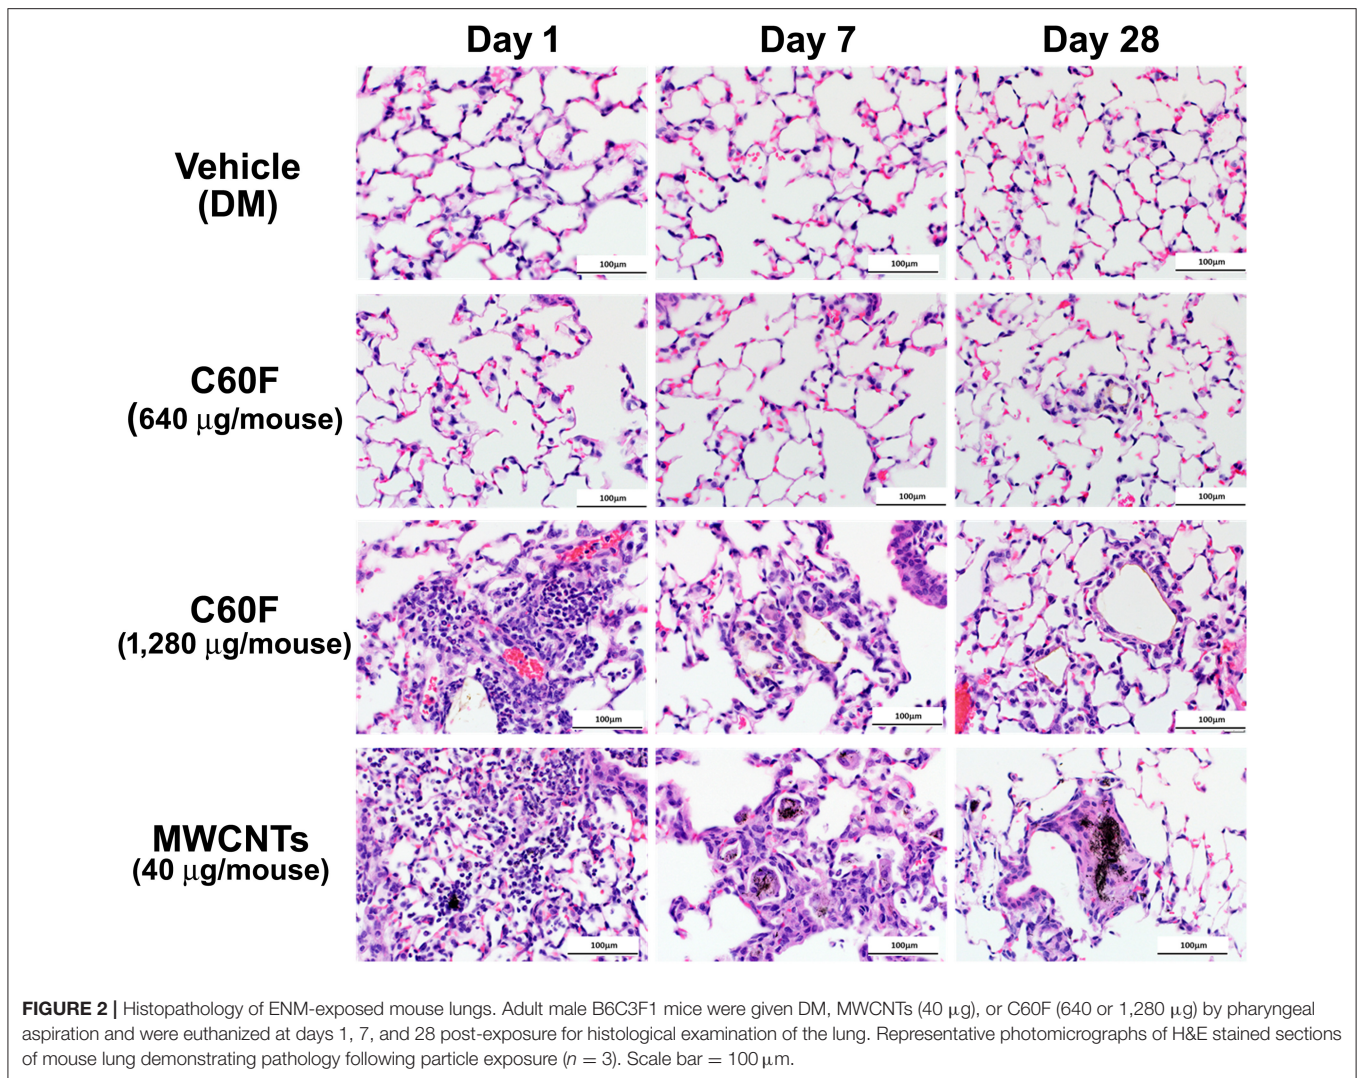 Day 1 Day 7 Day 28
Vehicle
(DM)
100µm 100µm 100µm
C60F
(640 µg/mouse)
100µm 100µm 100µm
C60F
(1,280 µg/mouse)
100µm 100µm 100µm
MWCNTs
(40 µg/mouse)
100µm 100µm 100µm
FIGURE 2 | Histopathology of ENM-exposed mouse lungs. Adult male B6C3F1 mice were given DM, MWCNTs (40 µg), or C60F (640 or 1,280 µg) by pharyngeal
aspiration and were euthanized at days 1, 7, and 28 post-exposure for histological examination of the lung. Representative photomicrographs of H&E stained sections
of mouse lung demonstrating pathology following particle exposure (n = 3). Scale bar = 100 µm.